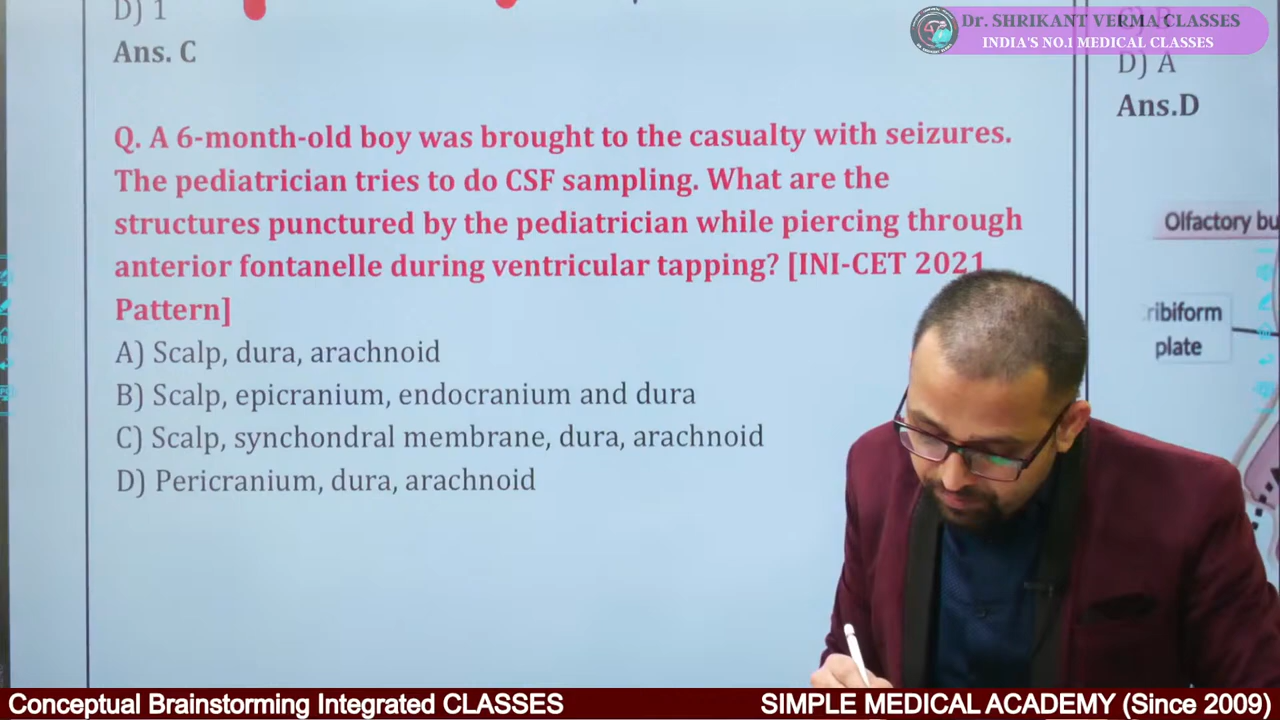 D) 1
Ans. C
Q. A 6-month-old boy was brought to the casualty with seizures.
The pediatrician tries to do CSF sampling. What are the
structures punctured by the pediatrician while piercing through
anterior fontanelle during ventricular tapping? [INI-CET 2021
Pattern]
A) Scalp, dura, arachnoid
B) Scalp, epicranium, endocranium and dura
C) Scalp, synchondral membrane, dura, arachnoid
D) Pericranium, dura, arachnoid
Dr. SHRIKANT VERMA CLASSES
INDIA'S NO.1 MEDICAL CLASSES
D) A
Ans.D
Olfactory bu
ribiform
plate
Conceptual Brainstorming Integrated CLASSES
SIMPLE MEDICAL ACADEMY (Since 2009)